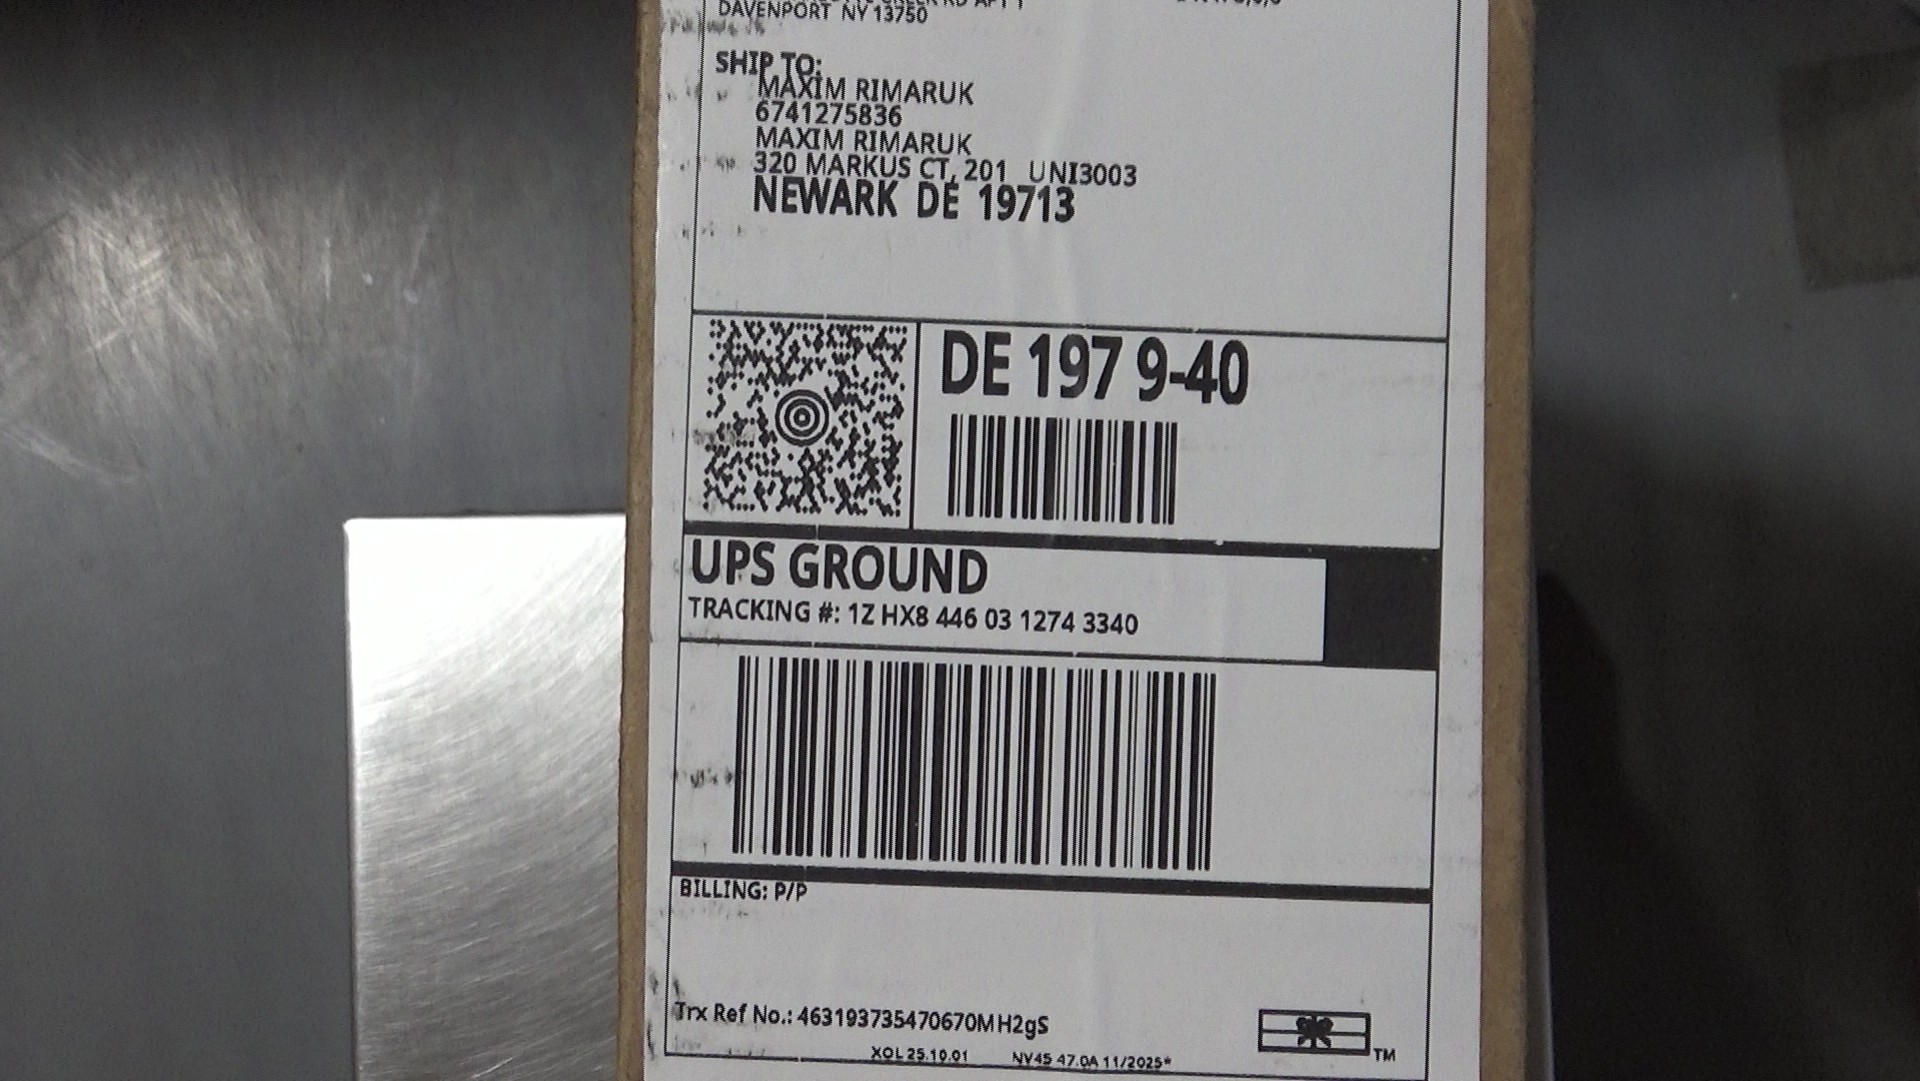 DAVENPORT NY 13750
SHIP TO:
MAXIM RIMARUK
6741275836
MAXIM RIMARUK
320 MARKUS CT, 201 UNI3003
NEWARK DE 19713
DE 197 9-40
UPS GROUND
TRACKING #: 1Z HX8 446 03 1274 3340
BILLING: P/P
Trx Ref No.: 463193735470670MH2gS
XOL 25.10.01 NV45 47.0A 11/2025*
TM